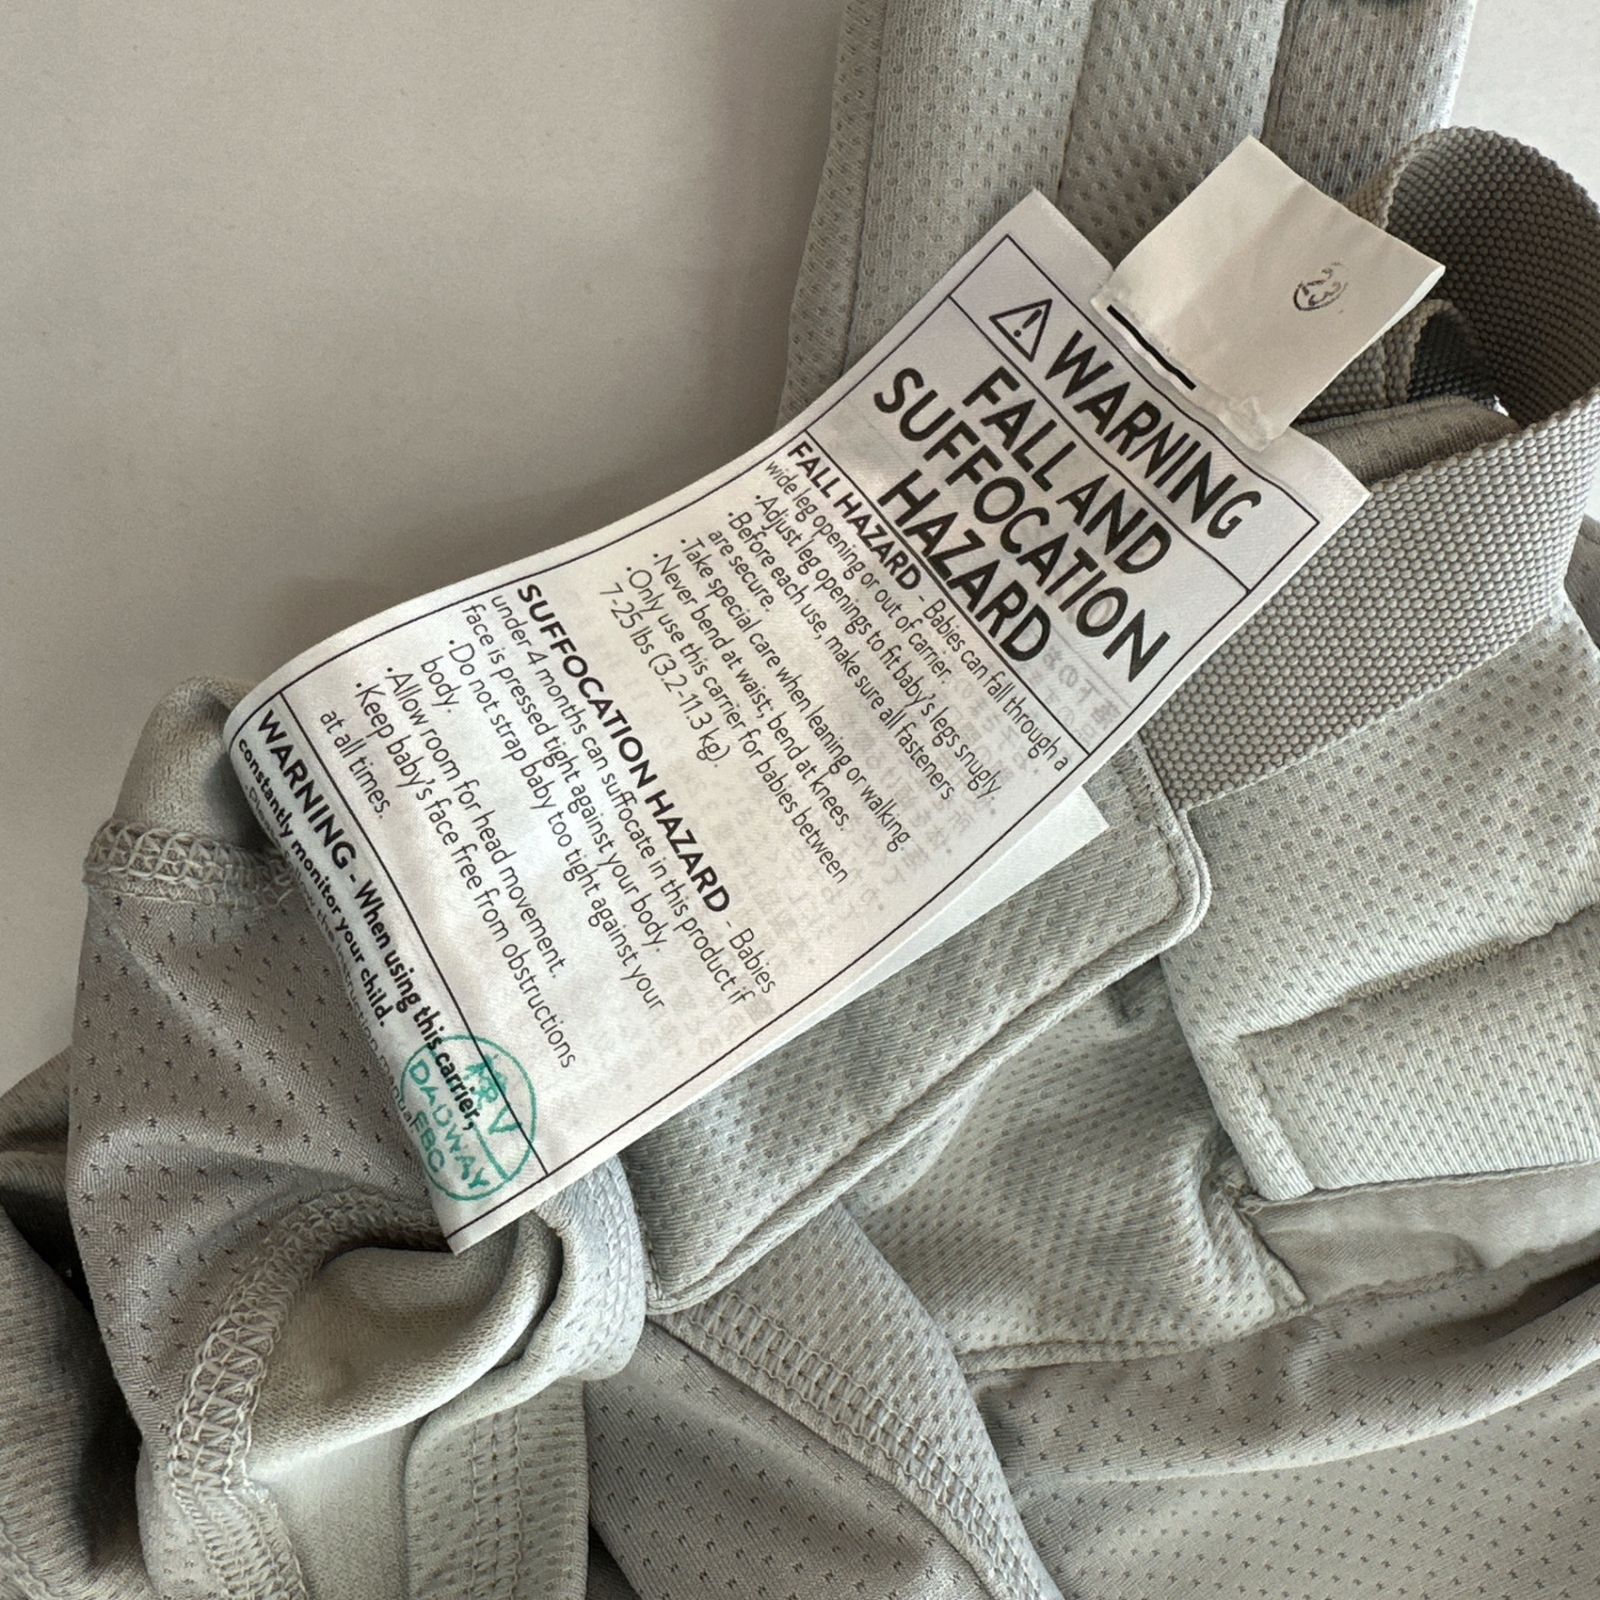 WARNING
FALL AND
SUFFOCATION
HAZARD
FALL HAZARD - Babies can fall through a
wide leg opening or out of carrier.
•Adjust leg openings to fit baby's legs snugly.
•Before each use, make sure all fasteners
are secure.
•Take special care when leaning or walking.
•Never bend at waist; bend at knees.
•Only use this carrier for babies between
7-25 lbs (3.2-11.3 kg).
SUFFOCATION HAZARD - Babies
under 4 months can suffocate in this product if
face is pressed tight against your body.
•Do not strap baby too tight against your
body.
•Allow room for head movement.
•Keep baby's face free from obstructions
at all times.
WARNING - When using this carrier,
constantly monitor your child.
the instruction manual
DADWAY